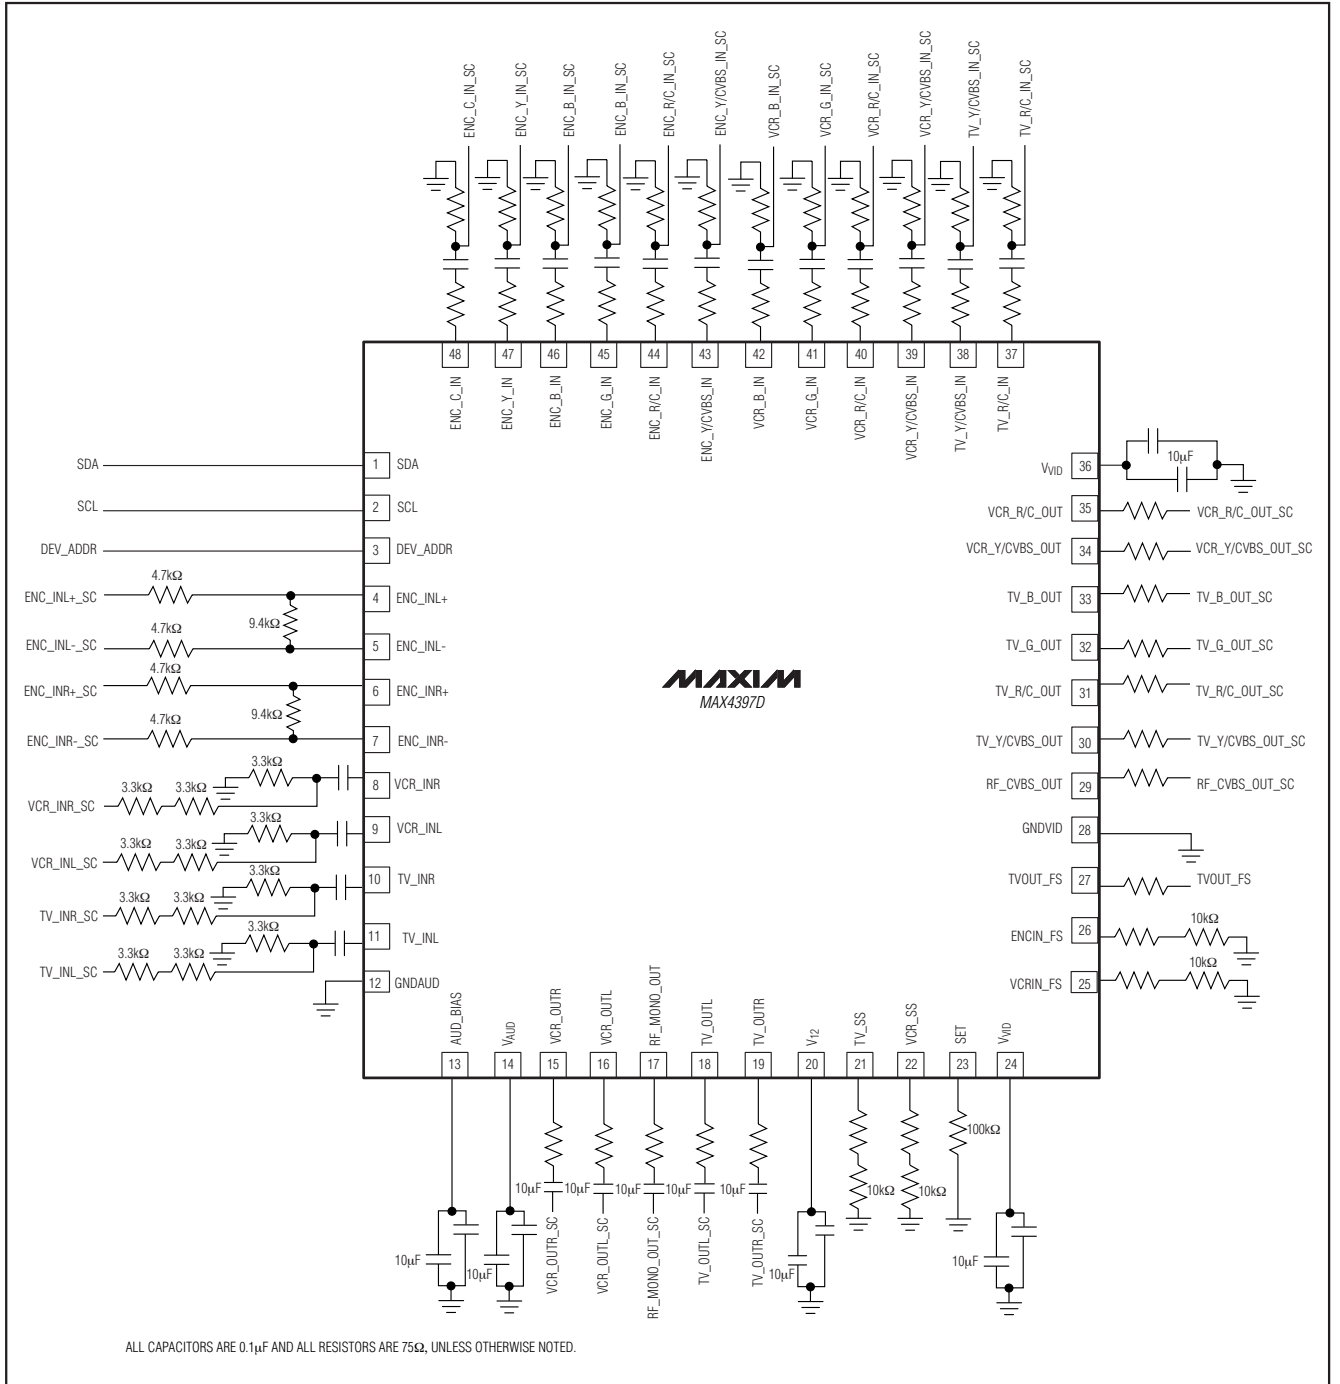 ENC_C_IN_SC
ENC_Y_IN_SC
ENC_B_IN_SC
ENC_B_IN_SC
ENC_R/C_IN_SC
ENC_Y/CVBS_IN_SC
VCR_B_IN_SC
VCR_G_IN_SC
VCR_R/C_IN_SC
VCR_Y/CVBS_IN_SC
TV_Y/CVBS_IN_SC
TV_R/C_IN_SC
48 47 46 45 44 43 42 41 40 39 38 37
ENC_C_IN
ENC_Y_IN
ENC_B_IN
ENC_G_IN
ENC_R/C_IN
ENC_Y/CVBS_IN
VCR_B_IN
VCR_G_IN
VCR_R/C_IN
VCR_Y/CVBS_IN
TV_Y/CVBS_IN
TV_R/C_IN
SDA 1 SDA
SCL 2 SCL
DEV_ADDR 3 DEV_ADDR
4.7kΩ
ENC_INL+_SC 4 ENC_INL+
9.4kΩ
4.7kΩ
ENC_INL-_SC 5 ENC_INL-
4.7kΩ
ENC_INR+_SC 6 ENC_INR+
9.4kΩ
4.7kΩ
ENC_INR-_SC 7 ENC_INR-
3.3kΩ
8 VCR_INR
3.3kΩ 3.3kΩ
VCR_INR_SC
3.3kΩ
9 VCR_INL
3.3kΩ 3.3kΩ
VCR_INL_SC
3.3kΩ
10 TV_INR
3.3kΩ 3.3kΩ
TV_INR_SC
3.3kΩ
11 TV_INL
3.3kΩ 3.3kΩ
TV_INL_SC
12 GNDAUD
MAXIM
MAX4397D
10µF
VVID 36
VCR_R/C_OUT 35 VCR_R/C_OUT_SC
VCR_Y/CVBS_OUT 34 VCR_Y/CVBS_OUT_SC
TV_B_OUT 33 TV_B_OUT_SC
TV_G_OUT 32 TV_G_OUT_SC
TV_R/C_OUT 31 TV_R/C_OUT_SC
TV_Y/CVBS_OUT 30 TV_Y/CVBS_OUT_SC
RF_CVBS_OUT 29 RF_CVBS_OUT_SC
GNDVID 28
TVOUT_FS 27 TVOUT_FS
10kΩ
ENCIN_FS 26
10kΩ
VCRIN_FS 25
AUD_BIAS
VAUD
VCR_OUTR
VCR_OUTL
RF_MONO_OUT
TV_OUTL
TV_OUTR
V12
TV_SS
VCR_SS
SET
VVID
13 14 15 16 17 18 19 20 21 22 23 24
100kΩ
10µF 10µF 10µF 10µF 10µF 10kΩ 10kΩ
VCR_OUTR_SC
VCR_OUTL_SC
RF_MONO_OUT_SC
TV_OUTL_SC
TV_OUTR_SC
10µF 10µF 10µF 10µF
ALL CAPACITORS ARE 0.1µF AND ALL RESISTORS ARE 75Ω, UNLESS OTHERWISE NOTED.